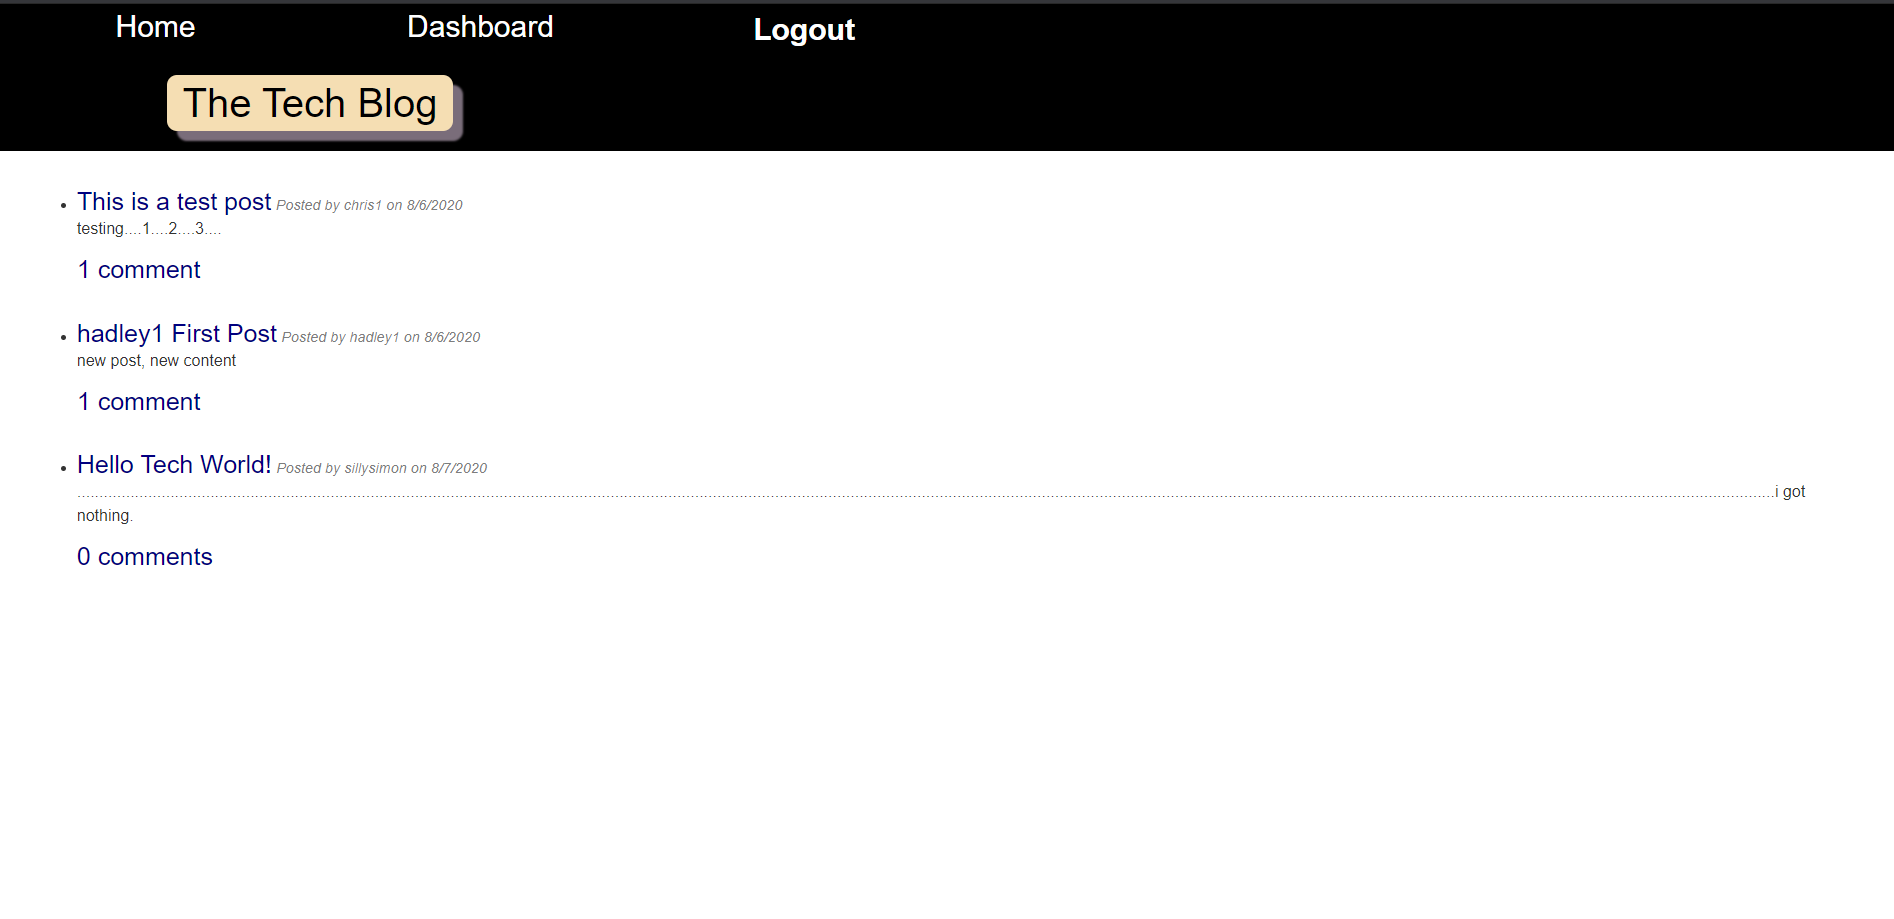 Home Dashboard Logout
The Tech Blog
This is a test post Posted by chris1 on 8/6/2020
testing....1....2....3....
1 comment
hadley1 First Post Posted by hadley1 on 8/6/2020
new post, new content
1 comment
Hello Tech World! Posted by sillysimon on 8/7/2020
....................................................................................................................................................................................................................................................................................................................................................................................................i got
nothing.
0 comments